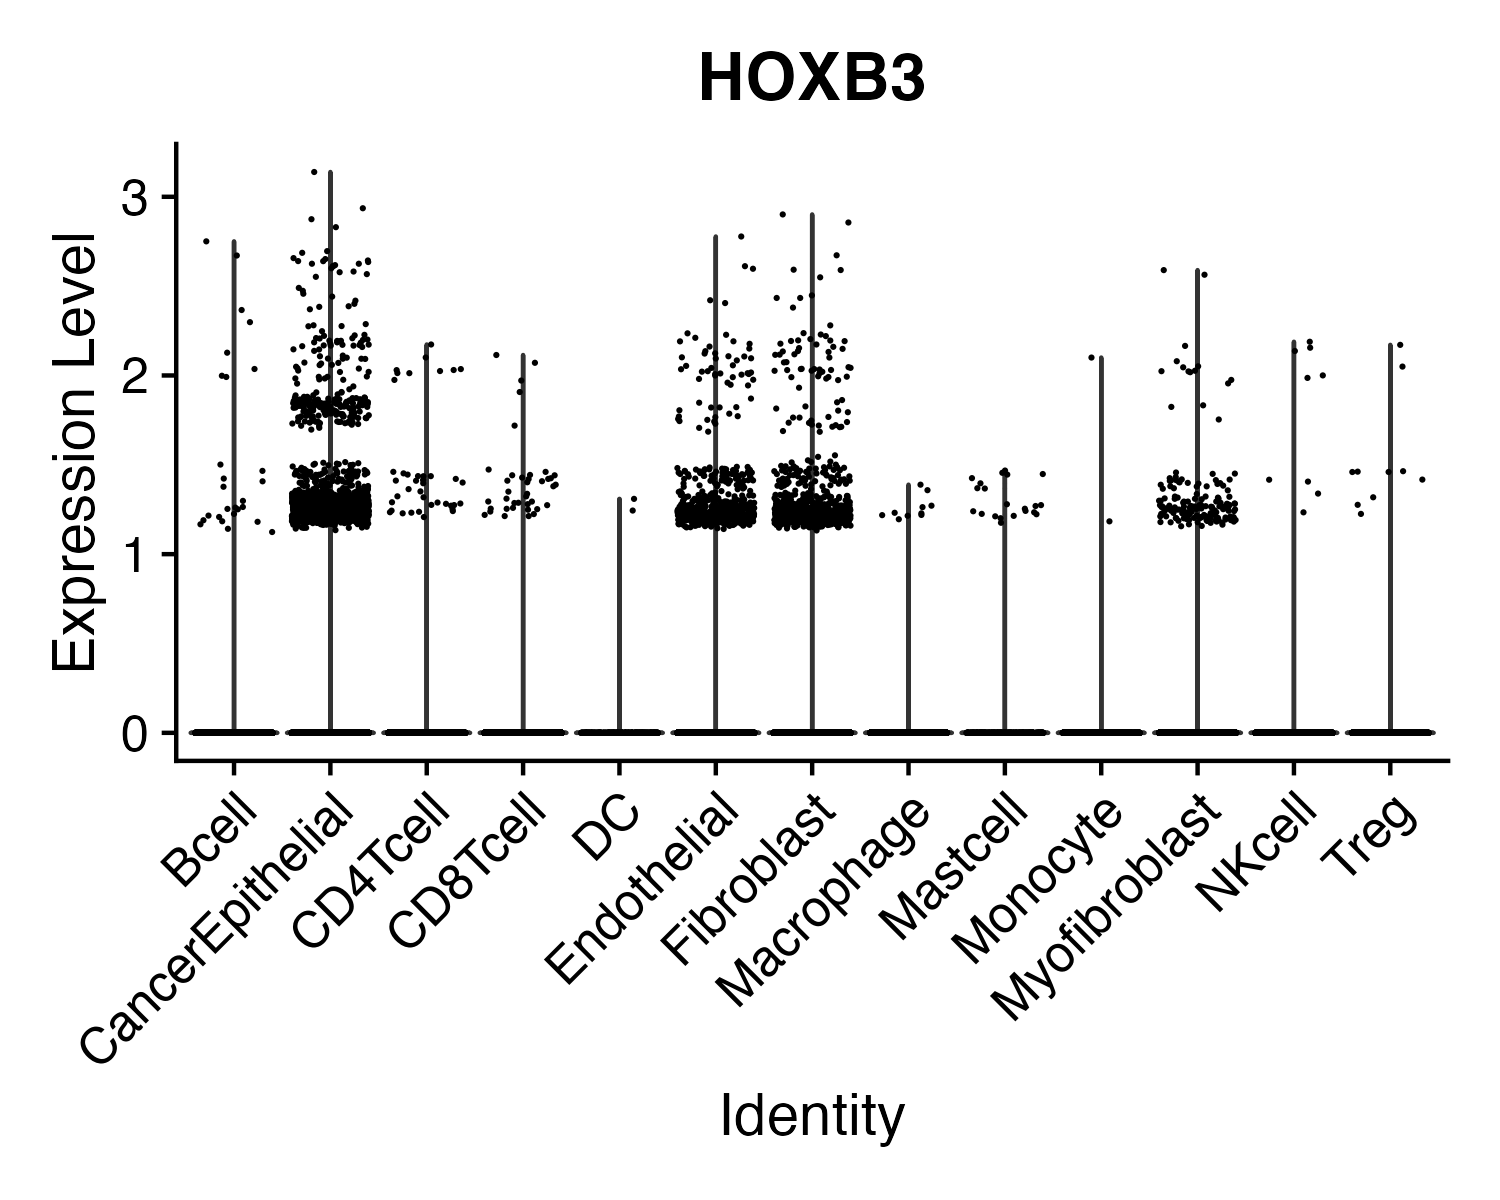 HOXB3
Expression Level
3
2
1
0
Bcell
CancerEpithelial
CD4Tcell
CD8Tcell
DC
Endothelial
Fibroblast
Macrophage
Mastcell
Monocyte
Myofibroblast
NKcell
Treg
Identity